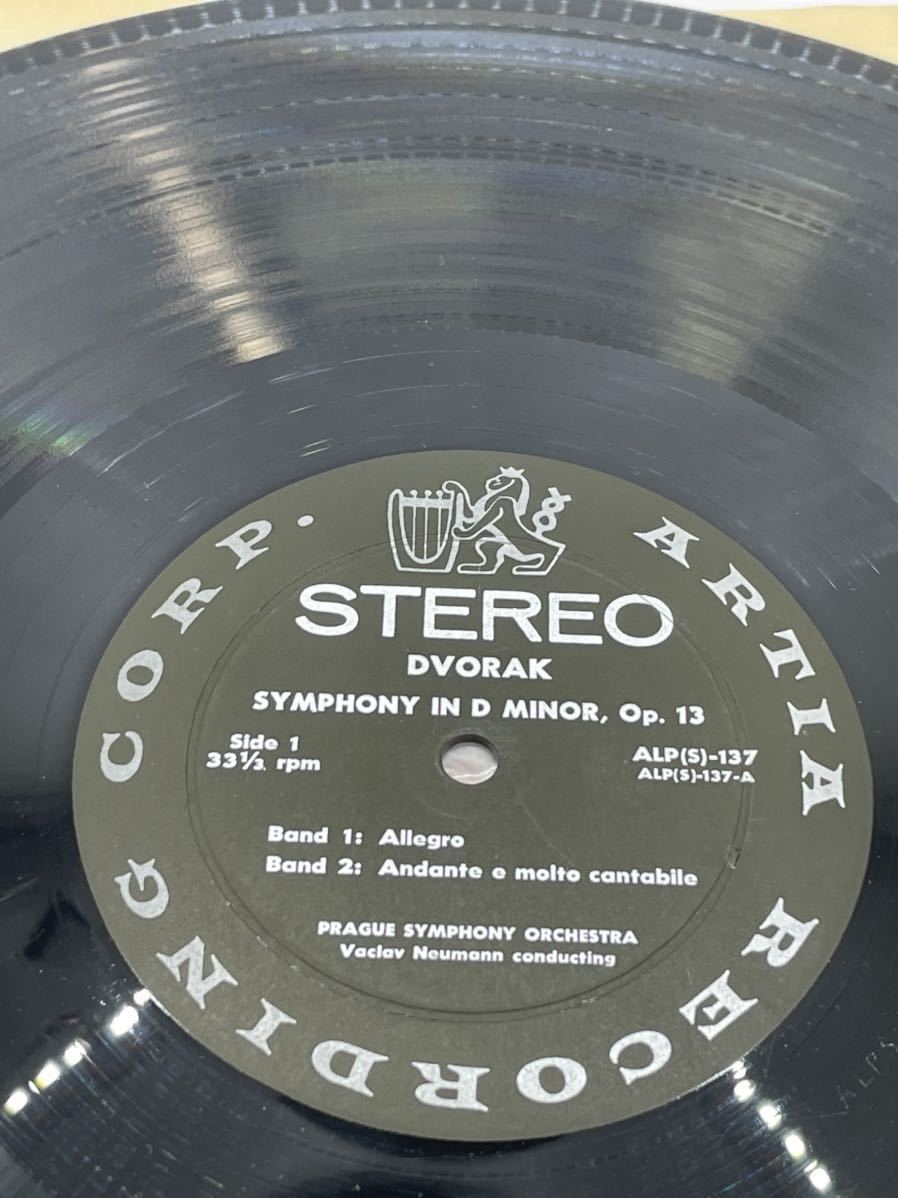 ARTIA RECORDING CORP.
STEREO
DVORAK
SYMPHONY IN D MINOR, Op. 13
Side 1
33⅓ rpm
ALP(S)-137
ALP(S)-137-A
Band 1: Allegro
Band 2: Andante e molto cantabile
PRAGUE SYMPHONY ORCHESTRA
Vaclav Neumann conducting
ALPS